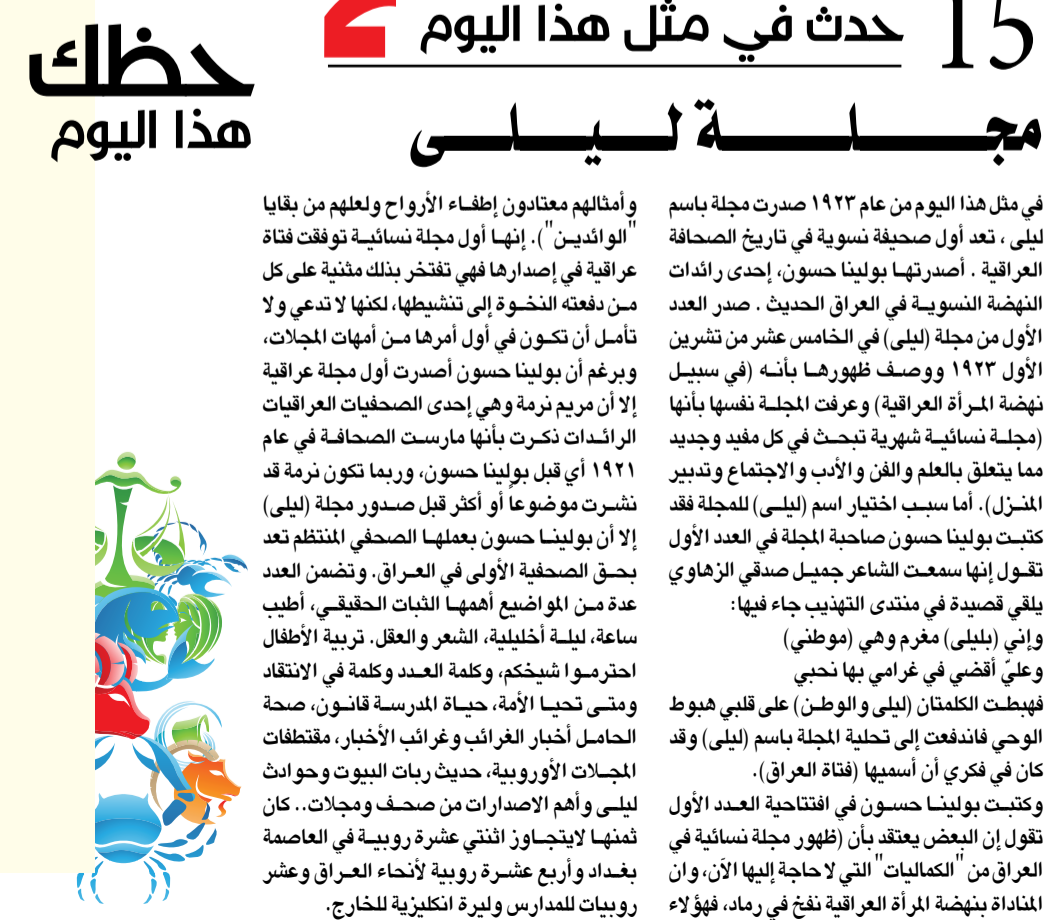 15 حدث في مثل هذا اليوم
مجلة ليلى
في مثل هذا اليوم من عام ١٩٢٣ صدرت مجلة باسم
ليلى ، تعد أول صحيفة نسوية في تاريخ الصحافة
العراقية . أصدرتها بولينا حسون، إحدى رائدات
النهضة النسوية في العراق الحديث . صدر العدد
الأول من مجلة (ليلى) في الخامس عشر من تشرين
الأول ١٩٢٣ ووصف ظهورها بأنه (في سبيل
نهضة المرأة العراقية) وعرفت المجلة نفسها بأنها
(مجلة نسائية شهرية تبحث في كل مفيد وجديد
مما يتعلق بالعلم والفن والأدب والاجتماع وتدبير
المنزل). أما سبب اختيار اسم (ليلى) للمجلة فقد
كتبت بولينا حسون صاحبة المجلة في العدد الأول
تقول إنها سمعت الشاعر جميل صدقي الزهاوي
يلقي قصيدة في منتدى التهذيب جاء فيها:
وإني (بليلى) مغرم وهي (موطني)
وعليّ أقضي في غرامي بها نحبي
فهبطت الكلمتان (ليلى والوطن) على قلبي هبوط
الوحي فاندفعت إلى تحلية المجلة باسم (ليلى) وقد
كان في فكري أن أسميها (فتاة العراق).
وكتبت بولينا حسون في افتتاحية العدد الأول
تقول إن البعض يعتقد بأن (ظهور مجلة نسائية في
العراق من "الكماليات" التي لا حاجة إليها الآن، وان
المناداة بنهضة المرأة العراقية نفخ في رماد، فهؤلاء
وأمثالهم معتادون إطفاء الأرواح ولعلهم من بقايا
"الوائدين"). إنها أول مجلة نسائية توفقت فتاة
عراقية في إصدارها فهي تفتخر بذلك مثنية على كل
من دفعته النخوة إلى تنشيطها، لكنها لا تدعي ولا
تأمل أن تكون في أول أمرها من أمهات المجلات،
وبرغم أن بولينا حسون أصدرت أول مجلة عراقية
إلا أن مريم نرمة وهي إحدى الصحفيات العراقيات
الرائدات ذكرت بأنها مارست الصحافة في عام
١٩٢١ أي قبل بولينا حسون، وربما تكون نرمة قد
نشرت موضوعاً أو أكثر قبل صدور مجلة (ليلى)
إلا أن بولينا حسون بعملها الصحفي المنتظم تعد
بحق الصحفية الأولى في العراق. وتضمن العدد
عدة من المواضيع أهمها الثبات الحقيقي، أطيب
ساعة، ليلة أخليلية، الشعر والعقل. تربية الأطفال
احترموا شيخكم، وكلمة العدد وكلمة في الانتقاد
ومتى تحيا الأمة، حياة المدرسة قانون، صحة
الحامل أخبار الغرائب وغرائب الأخبار، مقتطفات
المجلات الأوروبية، حديث ربات البيوت وحوادث
ليلى وأهم الاصدارات من صحف ومجلات.. كان
ثمنها لايتجاوز اثنتي عشرة روبية في العاصمة
بغداد وأربع عشرة روبية لأنحاء العراق وعشر
روبيات للمدارس وليرة انكليزية للخارج.
حظك
هذا اليوم